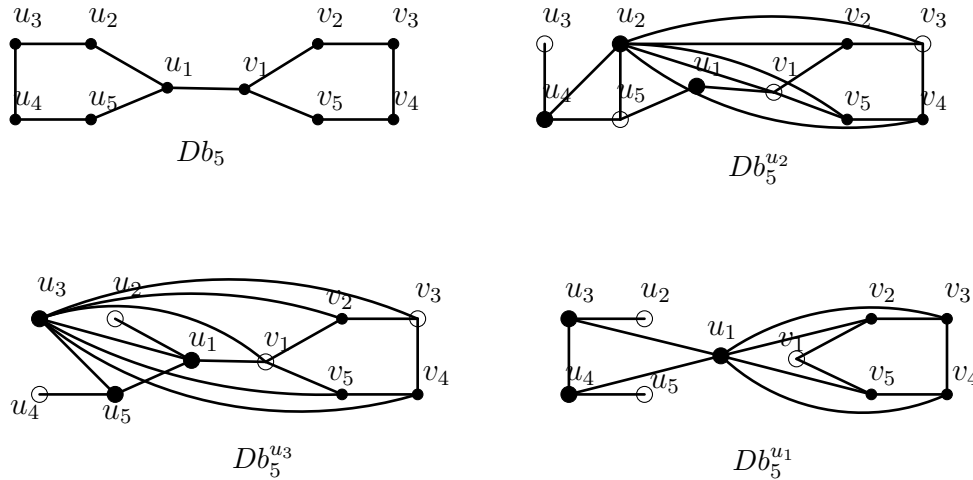 u₃ u₂ v₂ v₃
u₁ v₁
u₄ u₅ v₅ v₄
Db₅
u₃ u₂ v₂ v₃
u₁ v₁
u₄ u₅ v₅ v₄
Db₅^{u₂}
u₃ u₂ v₂ v₃
u₁ v₁
u₄ u₅ v₅ v₄
Db₅^{u₃}
u₃ u₂ v₂ v₃
u₁ v₁
u₄ u₅ v₅ v₄
Db₅^{u₁}